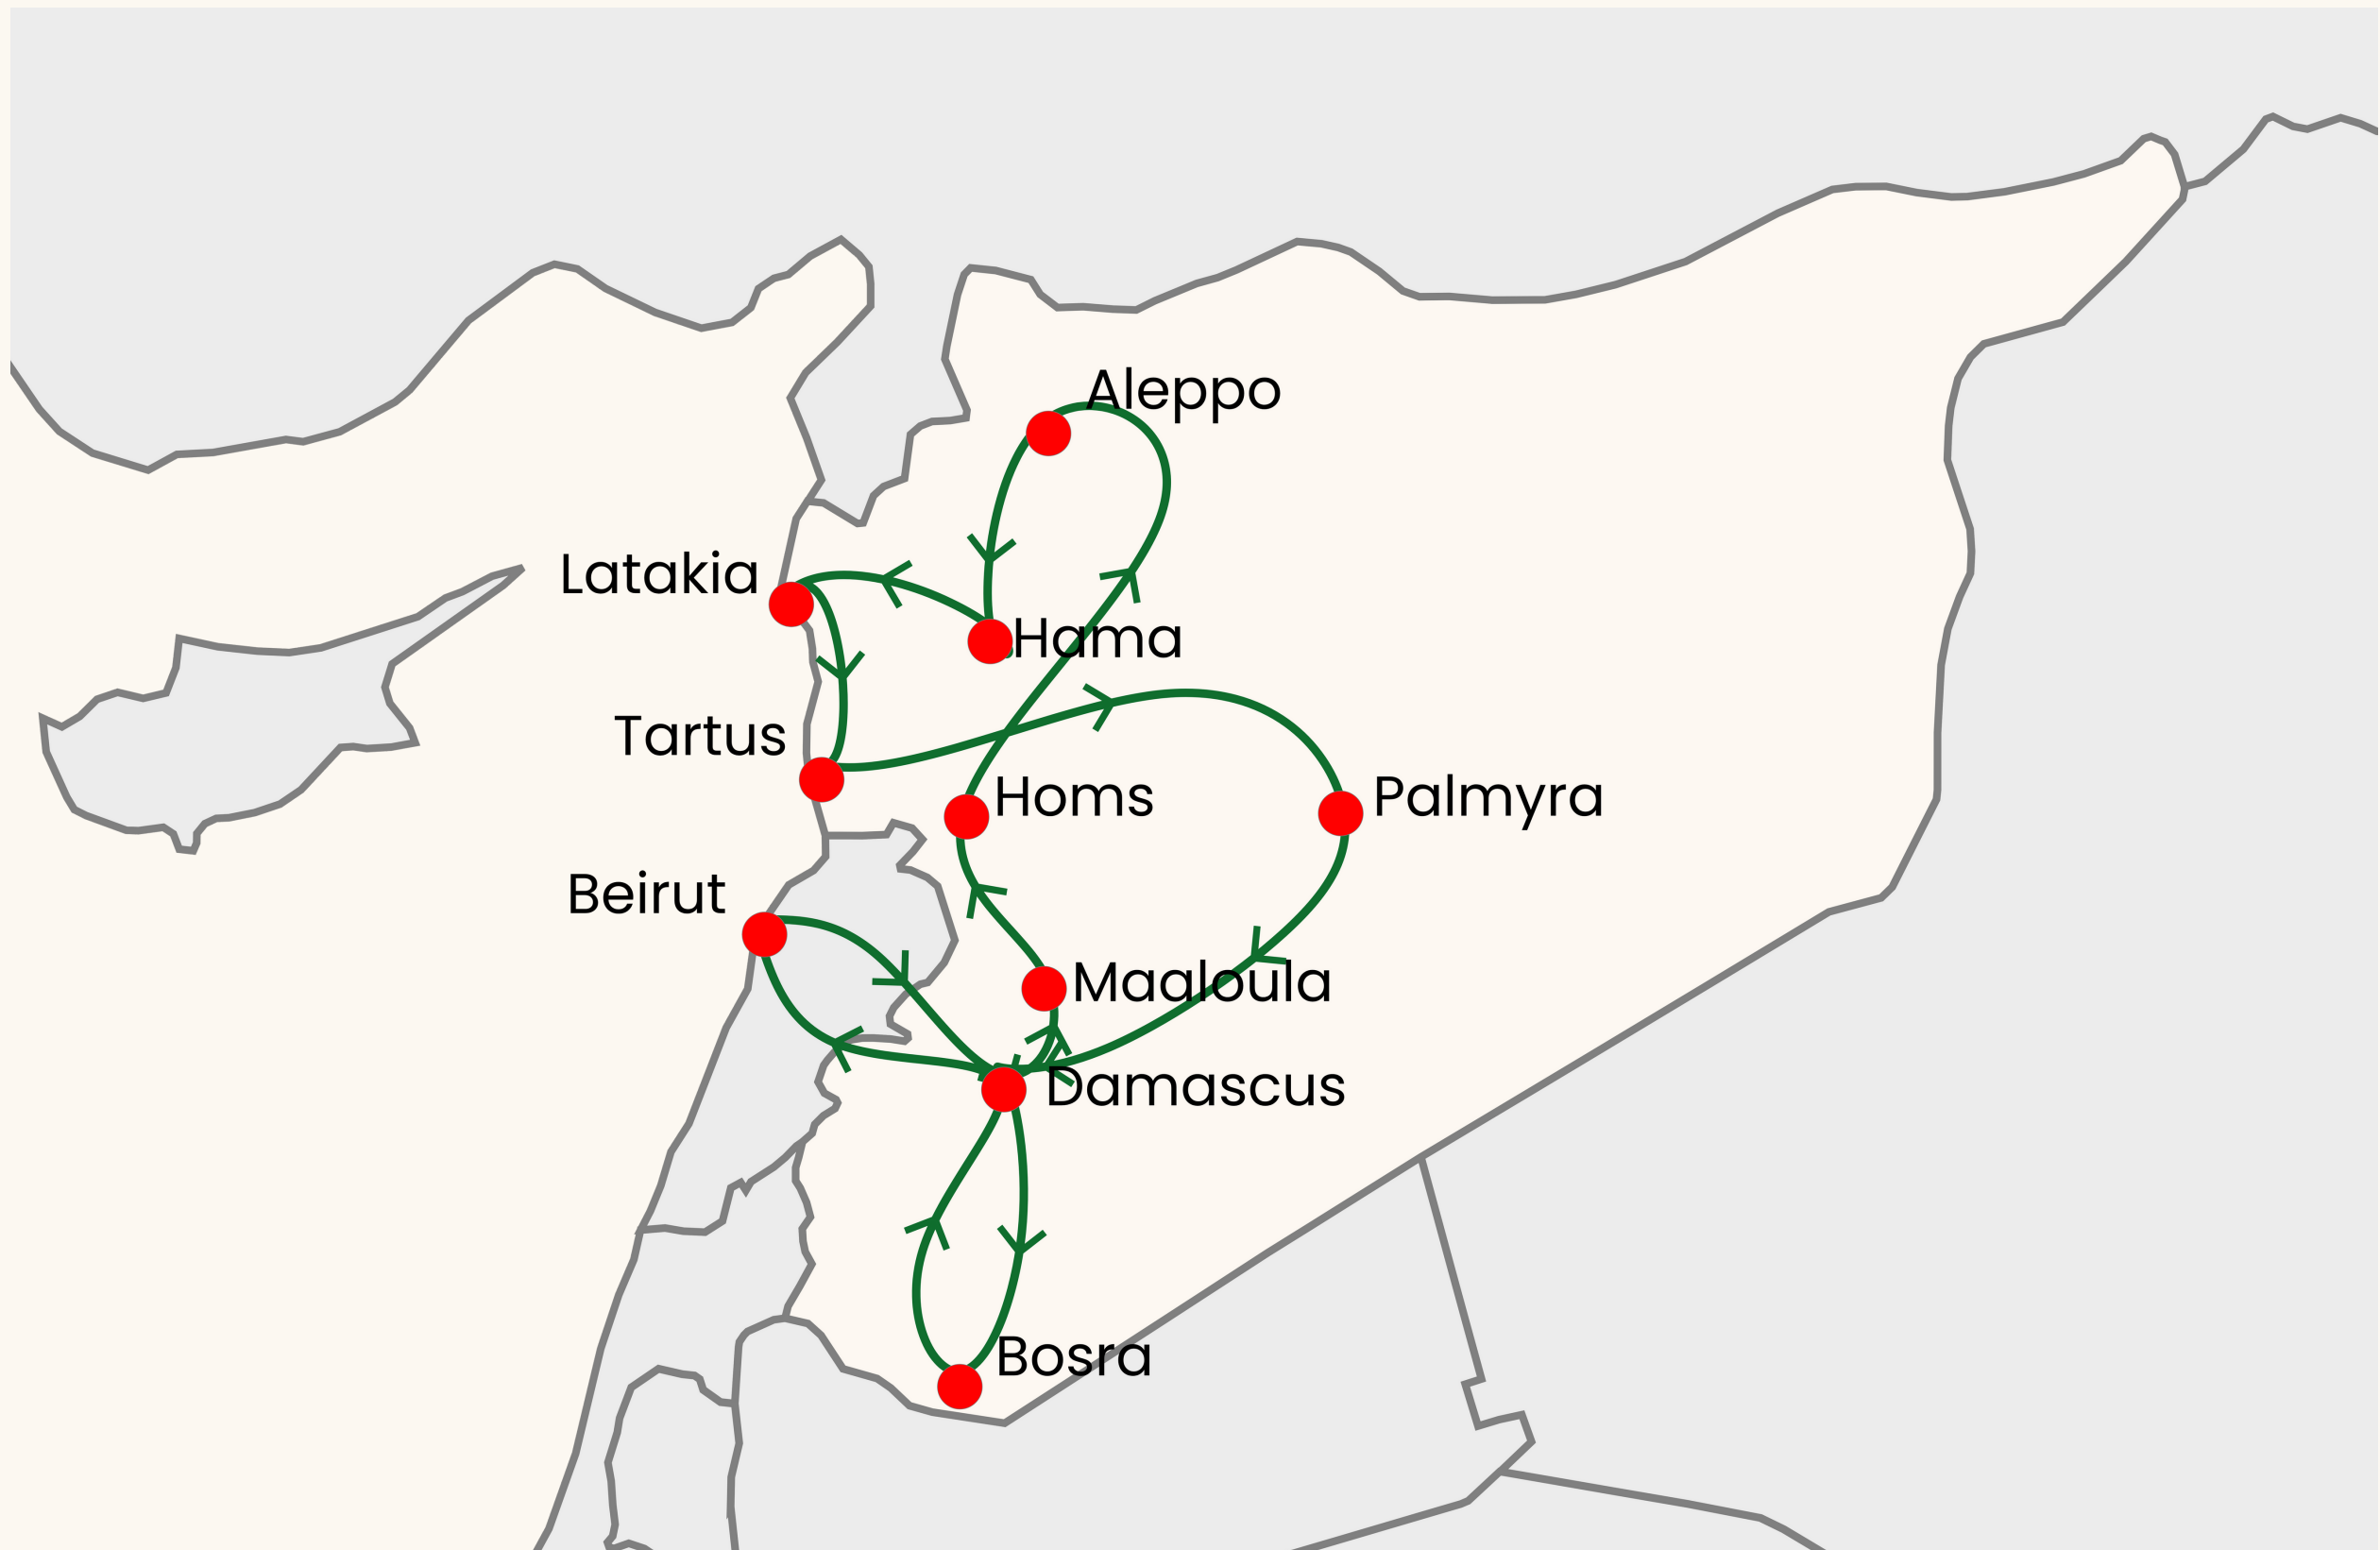 Aleppo
Latakia
Hama
Tartus
Homs
Palmyra
Beirut
Maaloula
Damascus
Bosra